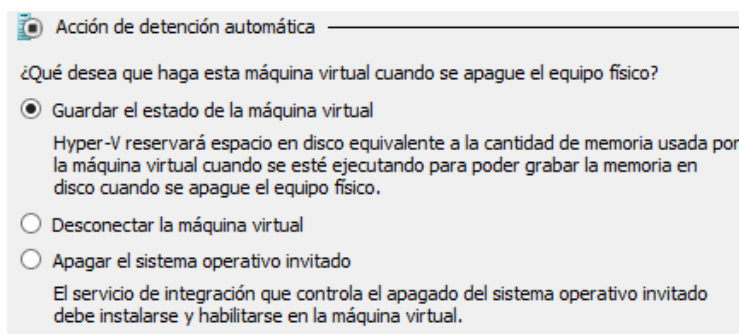 Acción de detención automática
¿Qué desea que haga esta máquina virtual cuando se apague el equipo físico?
Guardar el estado de la máquina virtual
Hyper-V reservará espacio en disco equivalente a la cantidad de memoria usada por
la máquina virtual cuando se esté ejecutando para poder grabar la memoria en
disco cuando se apague el equipo físico.
Desconectar la máquina virtual
Apagar el sistema operativo invitado
El servicio de integración que controla el apagado del sistema operativo invitado
debe instalarse y habilitarse en la máquina virtual.